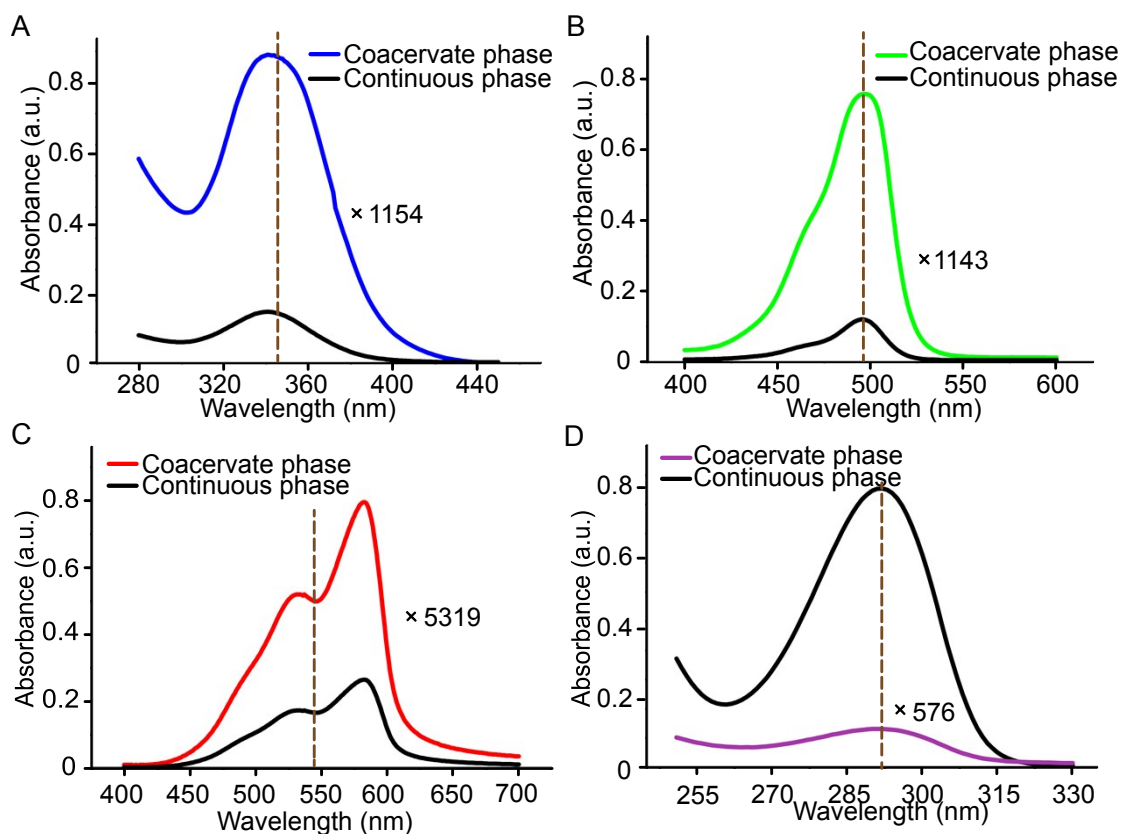 A
Coacervate phase
Continuous phase
Absorbance (a.u.)
0.8
0.6
0.4
0.2
0
× 1154
280 320 360 400 440
Wavelength (nm)
B
Coacervate phase
Continuous phase
Absorbance (a.u.)
0.8
0.6
0.4
0.2
0
× 1143
400 450 500 550 600
Wavelength (nm)
C
Coacervate phase
Continuous phase
Absorbance (a.u.)
0.8
0.6
0.4
0.2
0
× 5319
400 450 500 550 600 650 700
Wavelength (nm)
D
Coacervate phase
Continuous phase
Absorbance (a.u.)
0.8
0.6
0.4
0.2
0
× 576
255 270 285 300 315 330
Wavelength (nm)